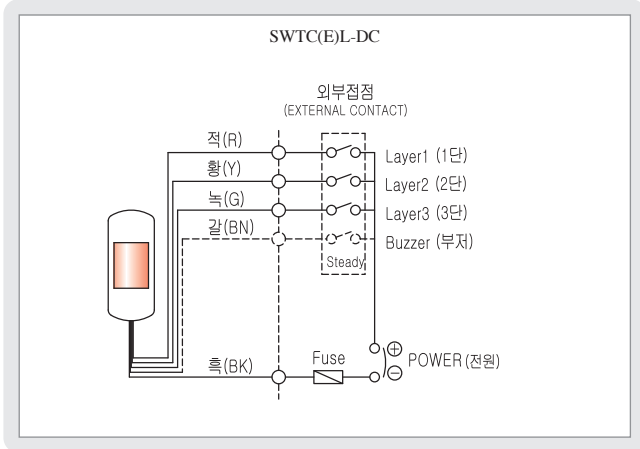 SWTC(E)L-DC
외부접점
(EXTERNAL CONTACT)
적(R)
Layer1 (1단)
황(Y)
Layer2 (2단)
녹(G)
Layer3 (3단)
갈(BN)
Buzzer (부저)
Steady
흑(BK)
Fuse
⊕
POWER (전원)
⊖